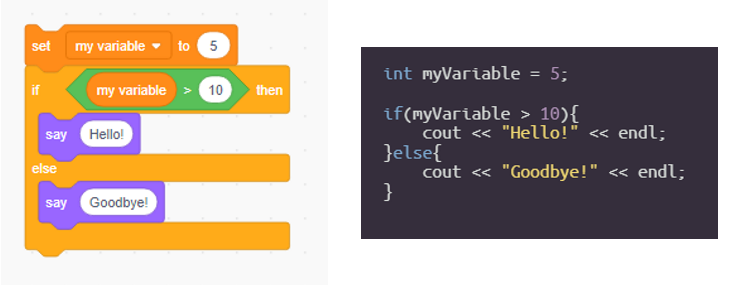 set my variable to 5
if my variable > 10 then
say Hello!
else
say Goodbye!
int myVariable = 5;
if(myVariable > 10){
cout << "Hello!" << endl;
}else{
cout << "Goodbye!" << endl;
}